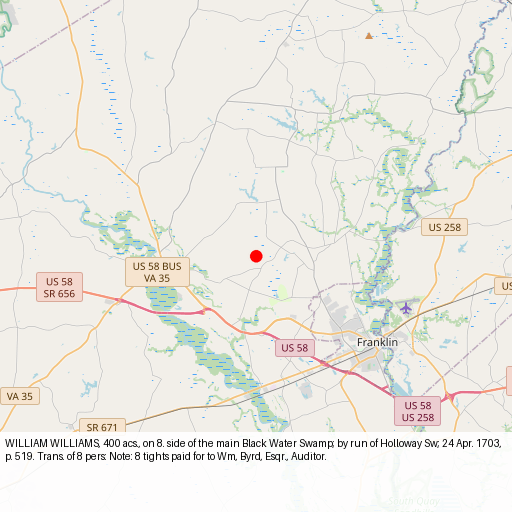 US 258
US 58 BUS
VA 35
US 58
SR 656
US 58
Franklin
VA 35
US 58
US 258
SR 671
WILLIAM WILLIAMS, 400 acs., on 8. side of the main Black Water Swamp; by run of Holloway Sw; 24 Apr. 1703,
p. 519. Trans. of 8 pers: Note: 8 tights paid for to Wm, Byrd, Esqr., Auditor.